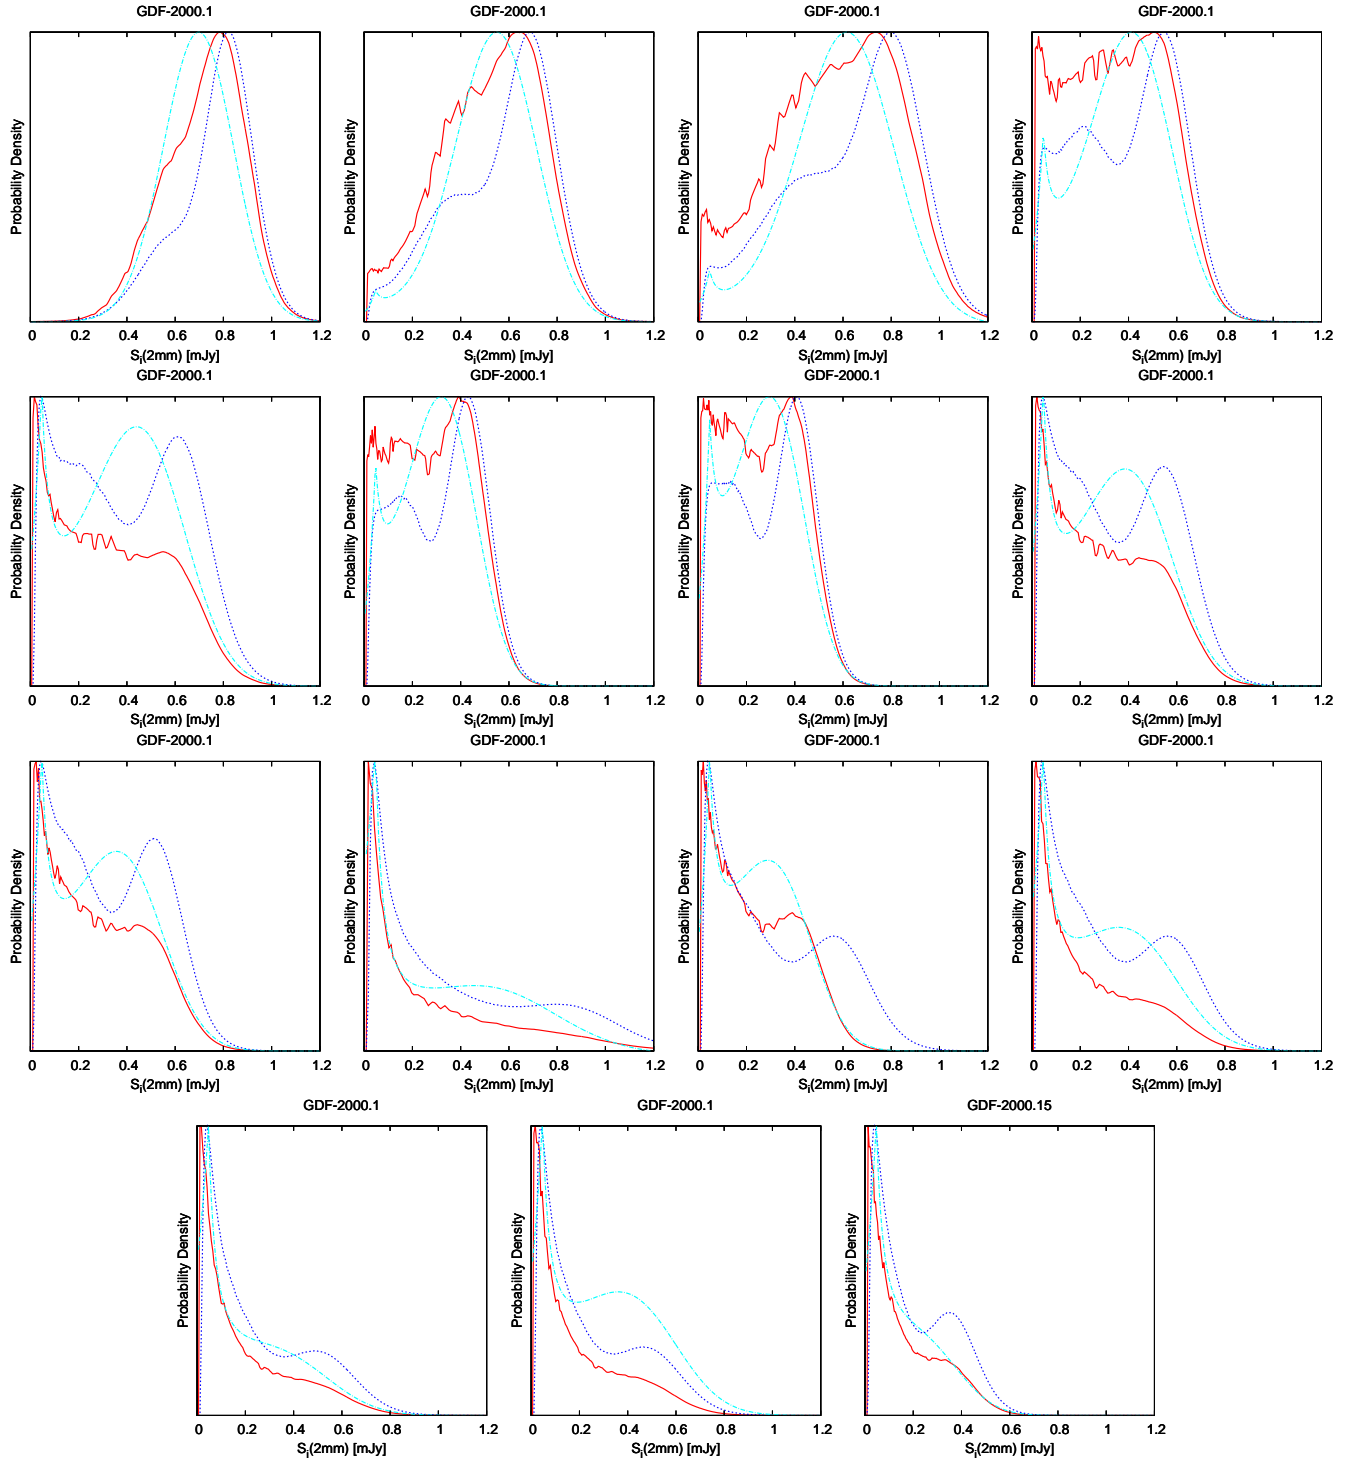 GDF-2000.1 GDF-2000.1 GDF-2000.1 GDF-2000.1
Probability Density Probability Density Probability Density Probability Density
0 0.2 0.4 0.6 0.8 1 1.2 0 0.2 0.4 0.6 0.8 1 1.2 0 0.2 0.4 0.6 0.8 1 1.2 0 0.2 0.4 0.6 0.8 1 1.2
Si(2mm) [mJy] Si(2mm) [mJy] Si(2mm) [mJy] Si(2mm) [mJy]
GDF-2000.1 GDF-2000.1 GDF-2000.1 GDF-2000.1
Probability Density Probability Density Probability Density Probability Density
0 0.2 0.4 0.6 0.8 1 1.2 0 0.2 0.4 0.6 0.8 1 1.2 0 0.2 0.4 0.6 0.8 1 1.2 0 0.2 0.4 0.6 0.8 1 1.2
Si(2mm) [mJy] Si(2mm) [mJy] Si(2mm) [mJy] Si(2mm) [mJy]
GDF-2000.1 GDF-2000.1 GDF-2000.1 GDF-2000.1
Probability Density Probability Density Probability Density Probability Density
0 0.2 0.4 0.6 0.8 1 1.2 0 0.2 0.4 0.6 0.8 1 1.2 0 0.2 0.4 0.6 0.8 1 1.2 0 0.2 0.4 0.6 0.8 1 1.2
Si(2mm) [mJy] Si(2mm) [mJy] Si(2mm) [mJy] Si(2mm) [mJy]
GDF-2000.1 GDF-2000.1 GDF-2000.15
Probability Density Probability Density Probability Density
0 0.2 0.4 0.6 0.8 1 1.2 0 0.2 0.4 0.6 0.8 1 1.2 0 0.2 0.4 0.6 0.8 1 1.2
Si(2mm) [mJy] Si(2mm) [mJy] Si(2mm) [mJy]